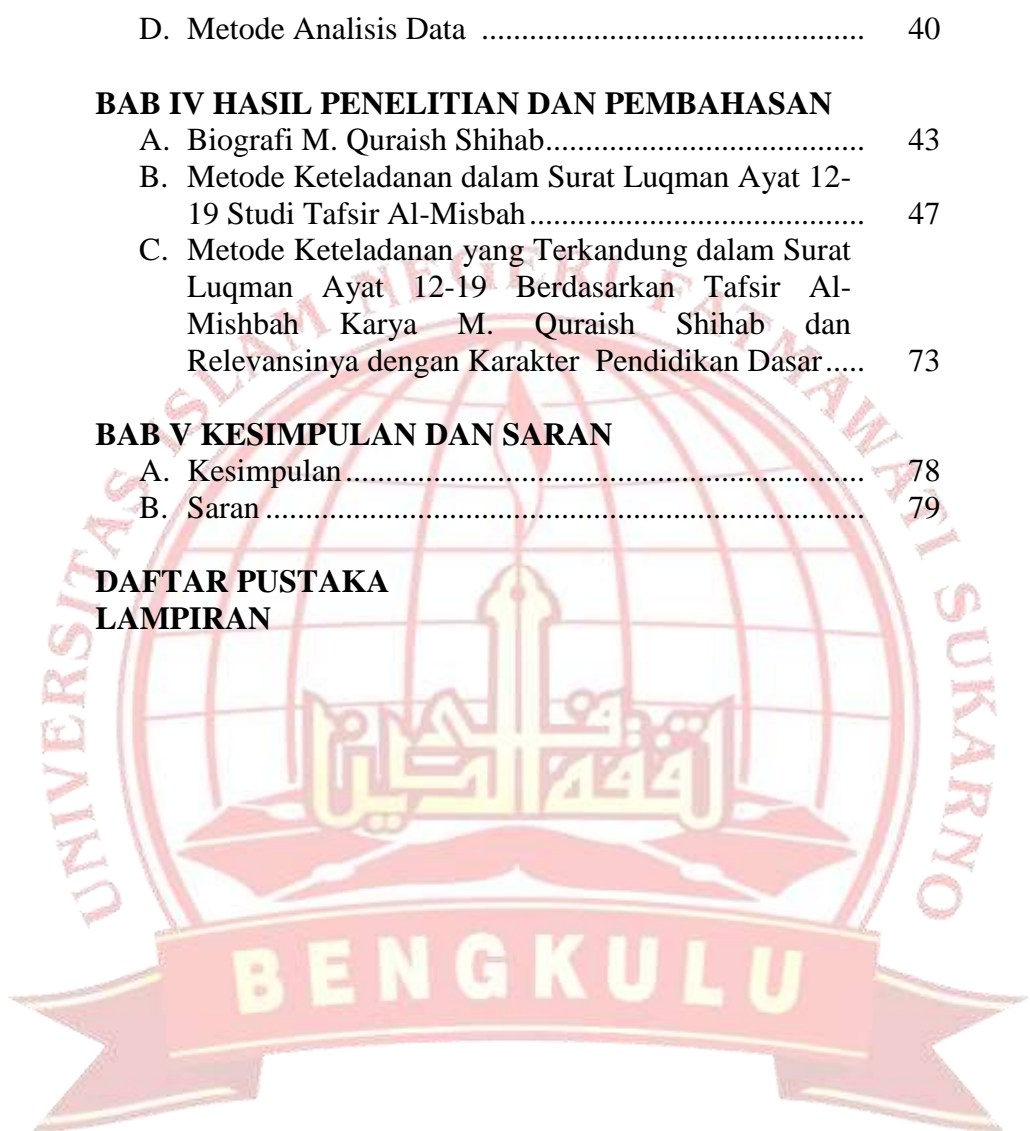 D. Metode Analisis Data ................................................ 40
BAB IV HASIL PENELITIAN DAN PEMBAHASAN
A. Biografi M. Quraish Shihab........................................ 43
B. Metode Keteladanan dalam Surat Luqman Ayat 12-
19 Studi Tafsir Al-Misbah.......................................... 47
C. Metode Keteladanan yang Terkandung dalam Surat
Luqman Ayat 12-19 Berdasarkan Tafsir Al-
Mishbah Karya M. Quraish Shihab dan
Relevansinya dengan Karakter Pendidikan Dasar..... 73
BAB V KESIMPULAN DAN SARAN
A. Kesimpulan................................................................. 78
B. Saran........................................................................... 79
DAFTAR PUSTAKA
LAMPIRAN
UNIVERSITAS ISLAM NEGERI FATMAWATI SUKARNO
BENGKULU